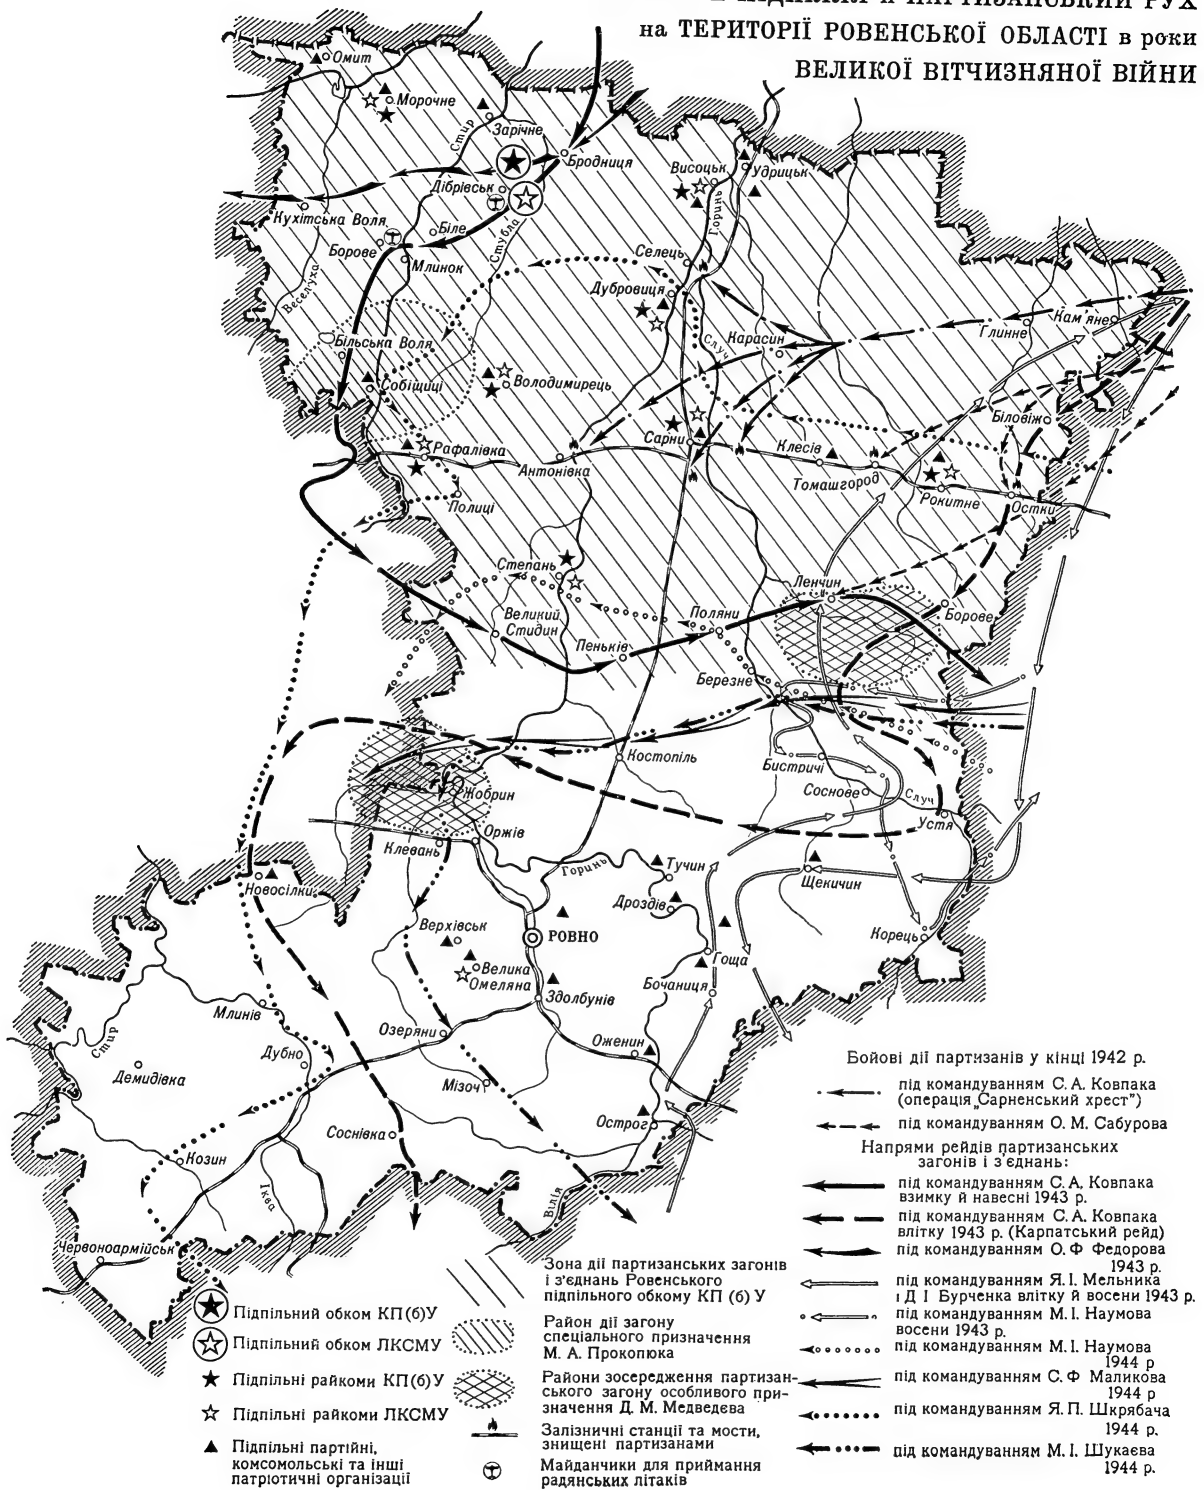 ПАРТИЗАНСЬКИЙ РУХ
на ТЕРИТОРІЇ РОВЕНСЬКОЇ ОБЛАСТІ в роки
ВЕЛИКОЇ ВІТЧИЗНЯНОЇ ВІЙНИ
Омит
Морочне
Стир
Зарічне
Бродниця
Висоцьк
Удрицьк
Дібрівськ
Горинь
Кухітська Воля
Біле
Стубла
Борове
Млинок
Селець
Веселуха
Дубровиця
Кам'яне
Глинне
Більська Воля
Случ
Карасин
Собіщиці
Володимирець
Біловіж
Рафалівка
Сарни
Клесів
Антонівка
Томашгород
Рокитне
Полиці
Остки
Степань
Ленчин
Великий
Стидин
Поляни
Борове
Пеньків
Березне
Костопіль
Бистричі
Жобрин
Соснове
Случ
Устя
Оржів
Клевань
Горинь
Тучин
Щекичин
Новосілки
Дроздів
Верхівськ
РОВНО
Корець
Гоща
Велика
Омеляна
Бочаниця
Здолбунів
Млинів
Стир
Озеряни
Дубно
Оженин
Демидівка
Мізоч
Острог
Соснівка
Козин
Іква
Вілія
Червоноармійськ
Підпільний обком КП(б)У
Підпільний обком ЛКСМУ
Підпільні райкоми КП(б)У
Підпільні райкоми ЛКСМУ
Підпільні партійні,
комсомольські та інші
патріотичні організації
Зона дії партизанських загонів
і з'єднань Ровенського
підпільного обкому КП (б) У
Район дії загону
спеціального призначення
М. А. Прокопюка
Райони зосередження партизан-
ського загону особливого при-
значення Д. М. Медведєва
Залізничні станції та мости,
знищені партизанами
Майданчики для приймання
радянських літаків
Бойові дії партизанів у кінці 1942 р.
під командуванням С. А. Ковпака
(операція „Сарненський хрест")
під командуванням О. М. Сабурова
Напрями рейдів партизанських
загонів і з'єднань:
під командуванням С. А. Ковпака
взимку й навесні 1943 р.
під командуванням С. А. Ковпака
влітку 1943 р. (Карпатський рейд)
під командуванням О. Ф Федорова
1943 р.
під командуванням Я. І. Мельника
і Д І Бурченка влітку й восени 1943 р.
під командуванням М. І. Наумова
восени 1943 р.
під командуванням М. І. Наумова
1944 р
під командуванням С. Ф Маликова
1944 р
під командуванням Я. П. Шкрябача
1944 р.
під командуванням М. І. Шукаєва
1944 р.